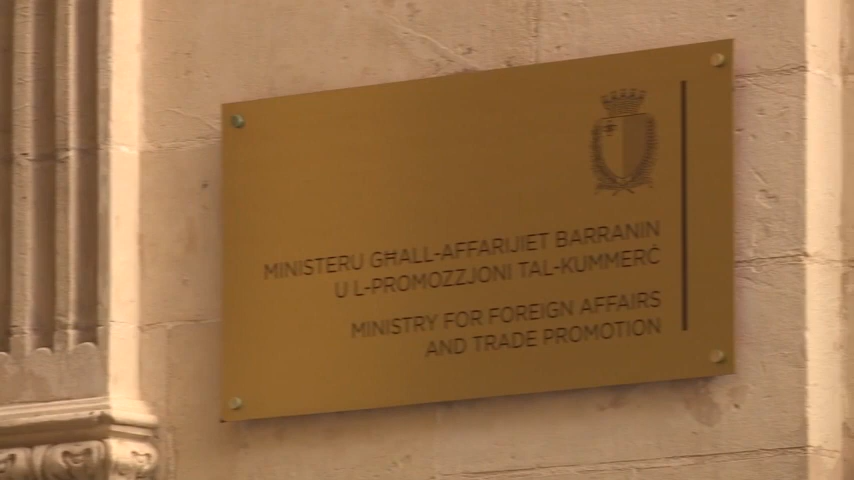 MINISTERU GĦALL-AFFARIJIET BARRANIN
U L-PROMOZZJONI TAL-KUMMERĊ
MINISTRY FOR FOREIGN AFFAIRS
AND TRADE PROMOTION